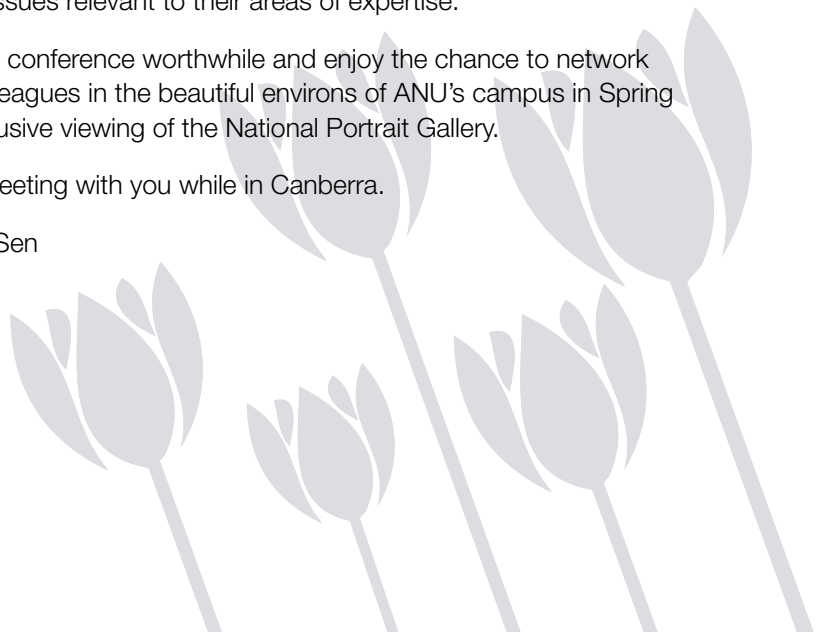 ssues relevant to their areas of expertise.
conference worthwhile and enjoy the chance to network
eagues in the beautiful environs of ANU’s campus in Spring
usive viewing of the National Portrait Gallery.
eeting with you while in Canberra.
Sen